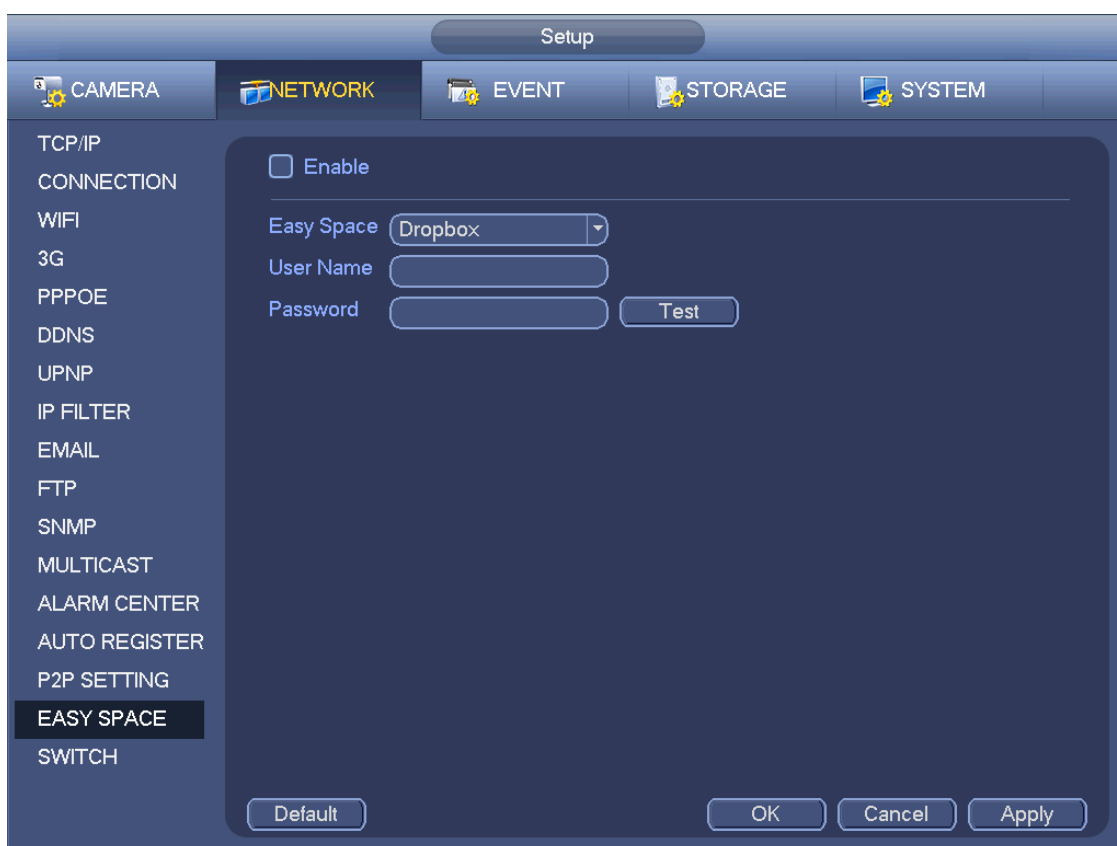 Setup
CAMERA NETWORK EVENT STORAGE SYSTEM
TCP/IP
CONNECTION
WIFI
3G
PPPOE
DDNS
UPNP
IP FILTER
EMAIL
FTP
SNMP
MULTICAST
ALARM CENTER
AUTO REGISTER
P2P SETTING
EASY SPACE
SWITCH
Enable
Easy Space Dropbox
User Name
Password Test
Default OK Cancel Apply